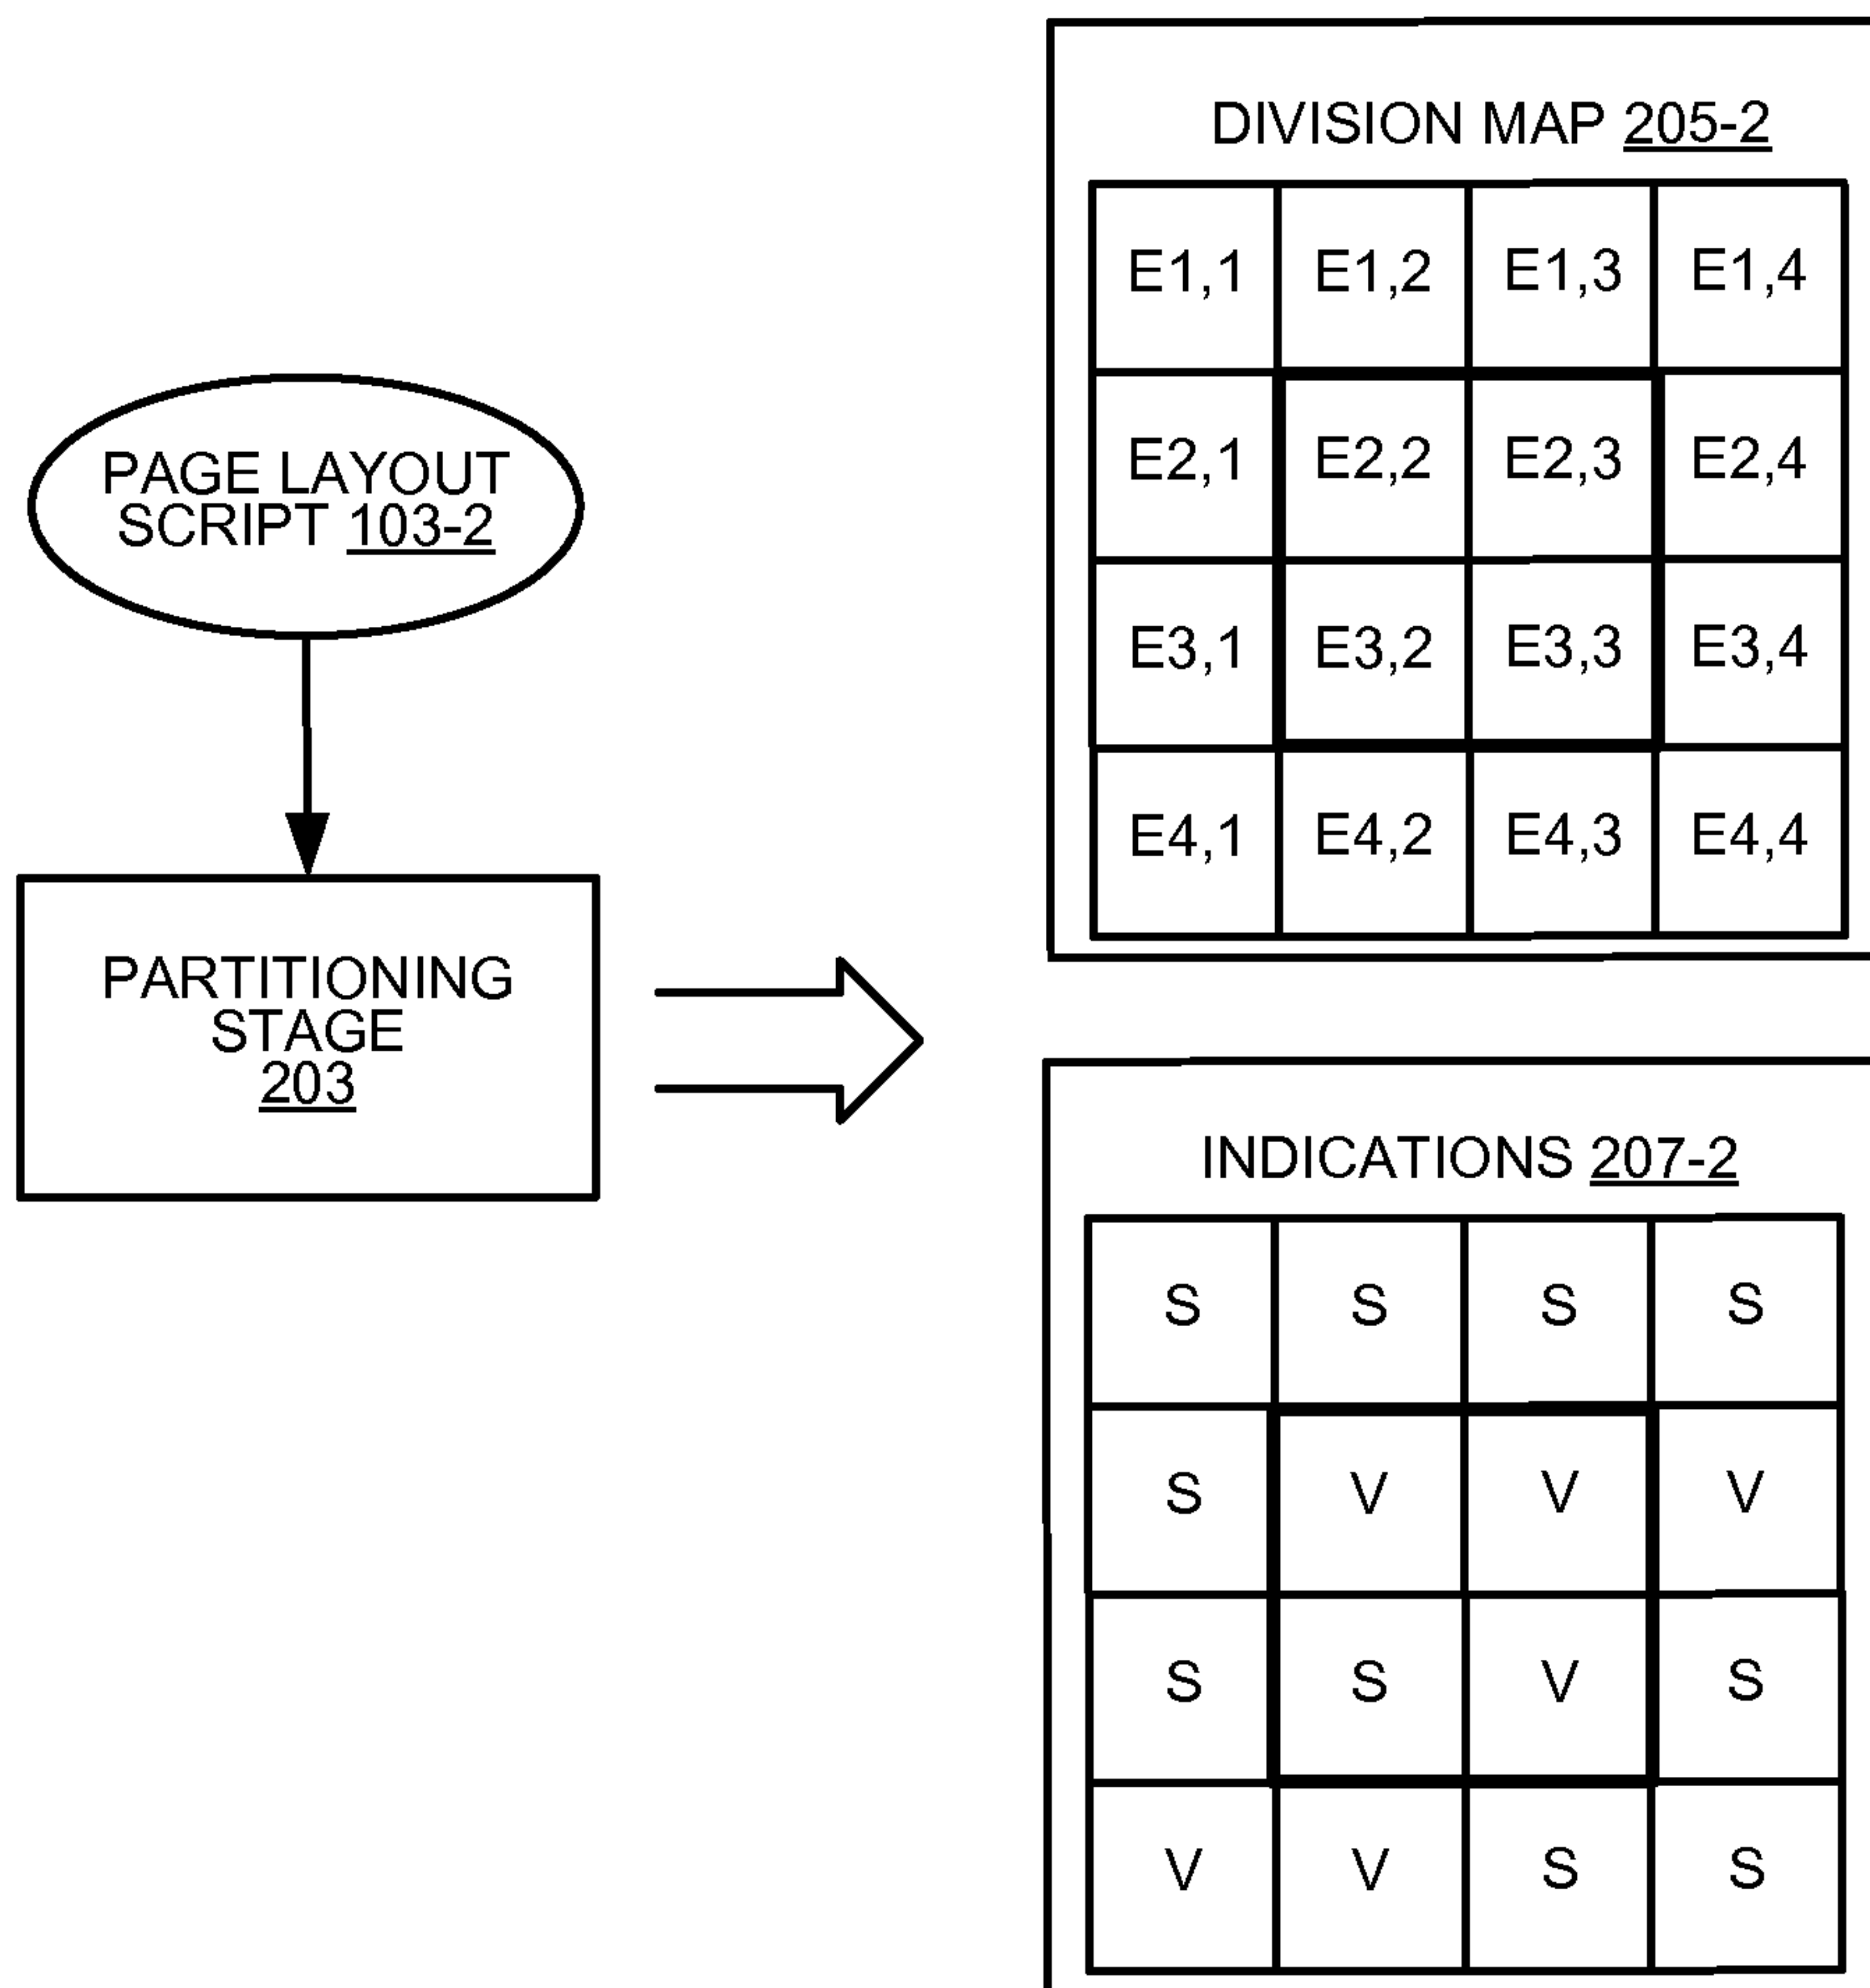 PAGE LAYOUT
SCRIPT 103-2
PARTITIONING
STAGE
203
DIVISION MAP 205-2
E1,1 E1,2 E1,3 E1,4
E2,1 E2,2 E2,3 E2,4
E3,1 E3,2 E3,3 E3,4
E4,1 E4,2 E4,3 E4,4
INDICATIONS 207-2
S S S S
S V V V
S S V S
V V S S